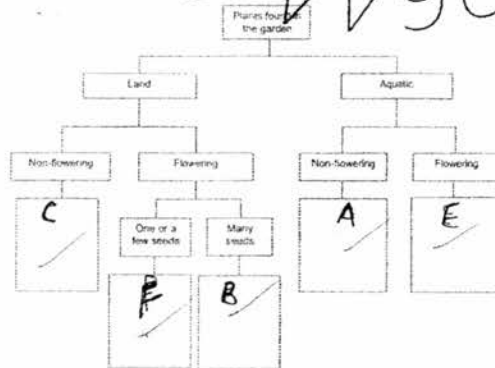 Plants found in
the garden
Land
Aquatic
Non-flowering
Flowering
Non-flowering
Flowering
C
One or a
few seeds
Many
seeds
A
E
B